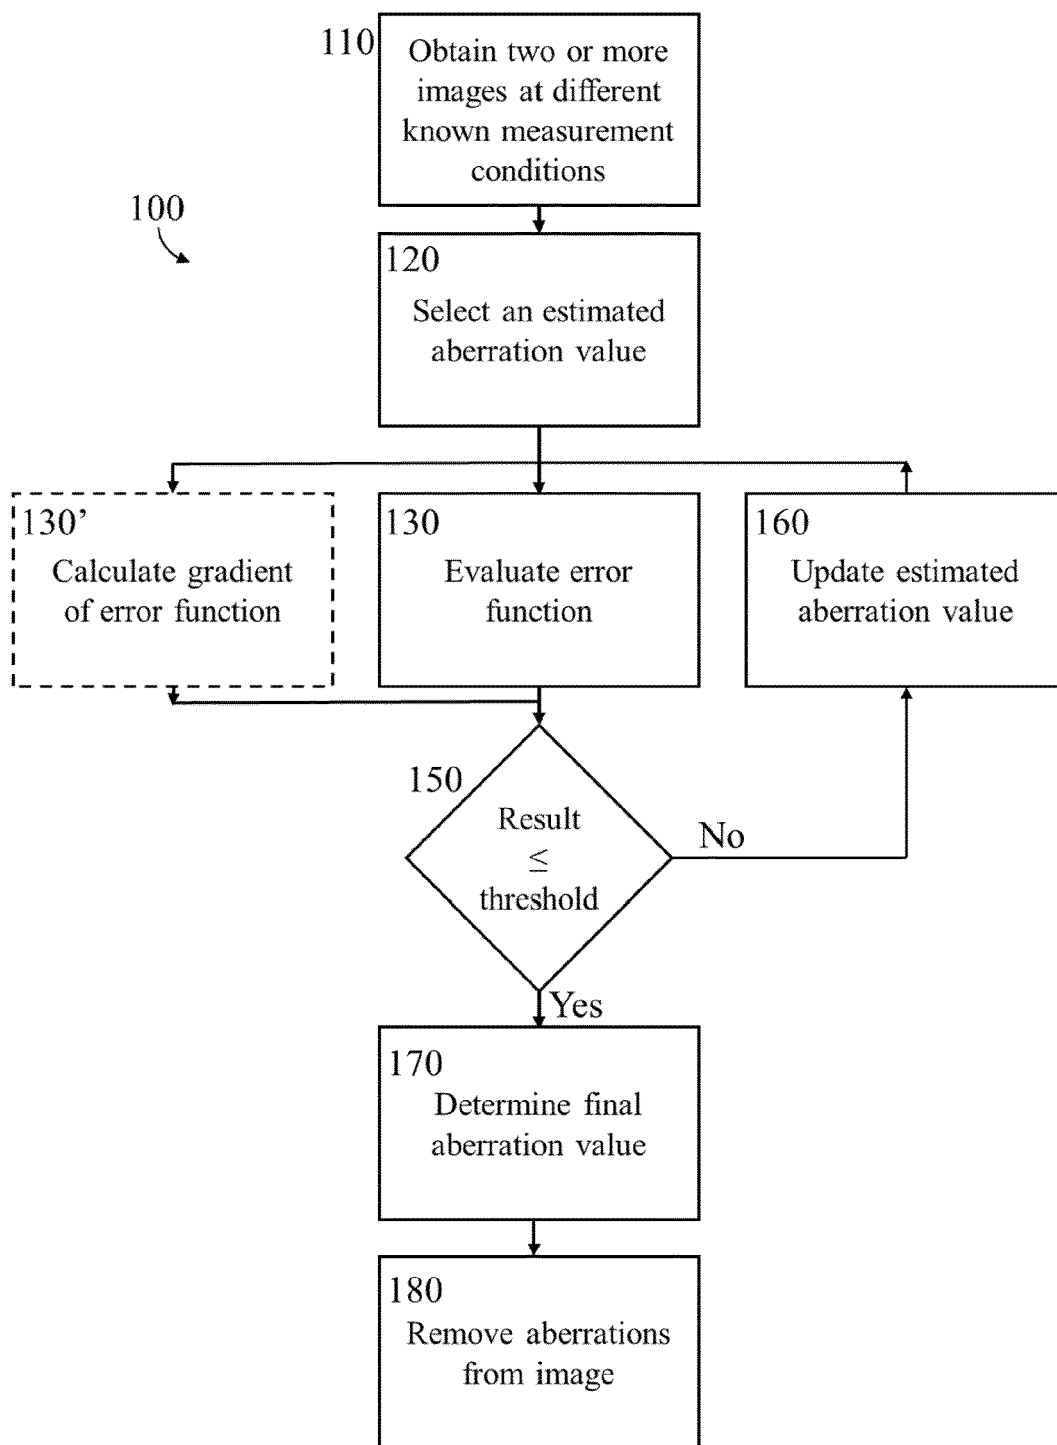 110
Obtain two or more
images at different
known measurement
conditions
100
120
Select an estimated
aberration value
130’
Calculate gradient
of error function
130
Evaluate error
function
160
Update estimated
aberration value
150
Result
≤
threshold
No
Yes
170
Determine final
aberration value
180
Remove aberrations
from image